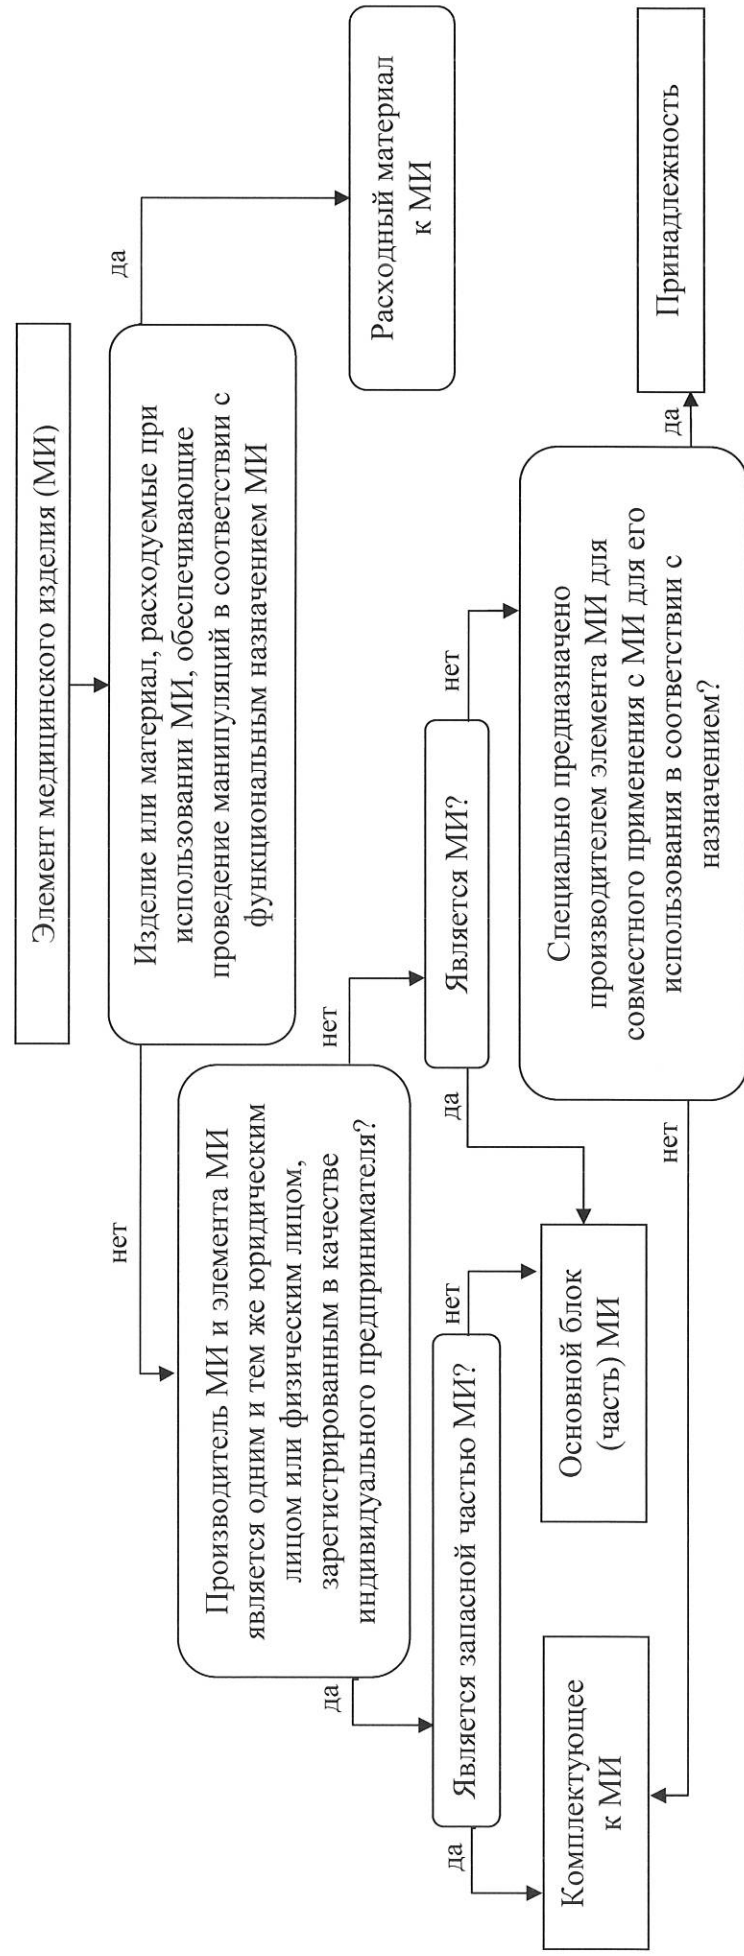 Элемент медицинского изделия (МИ)
Изделие или материал, расходуемые при
использовании МИ, обеспечивающие
проведение манипуляций в соответствии с
функциональным назначением МИ
да
Расходный материал
к МИ
нет
Производитель МИ и элемента МИ
является одним и тем же юридическим
лицом или физическим лицом,
зарегистрированным в качестве
индивидуального предпринимателя?
да
нет
Является запасной частью МИ?
да
нет
Является МИ?
да
нет
Комплектующее
к МИ
Основной блок
(часть) МИ
Специально предназначено
производителем элемента МИ для
совместного применения с МИ для его
использования в соответствии с
назначением?
нет
да
Принадлежность